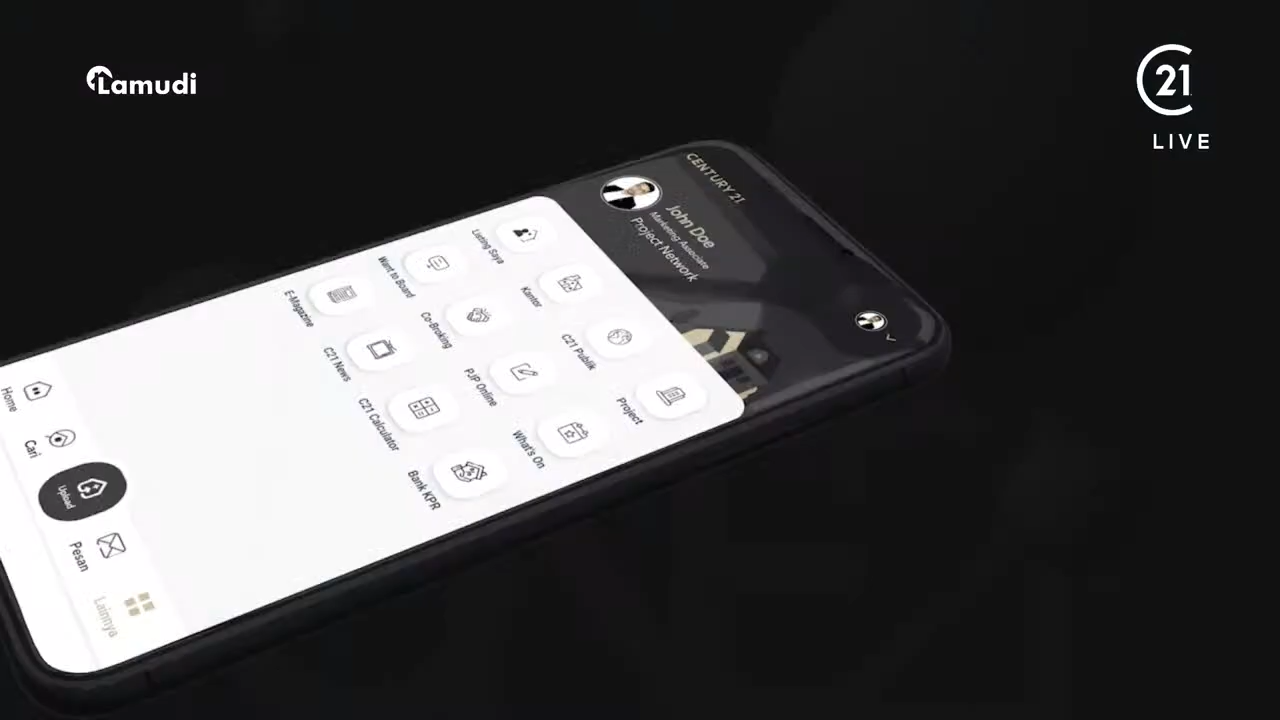 Lamudi
21
LIVE
CENTURY 21
John Doe
Marketing Associate
Project Network
Listing Saya
Kantor
C21 Publik
Project
Want to Board
Co-Broking
PJP Online
What's On
E-Magazine
C21 News
C21 Calculator
Bank KPR
Home
Cari
Upload
Pesan
Lainnya